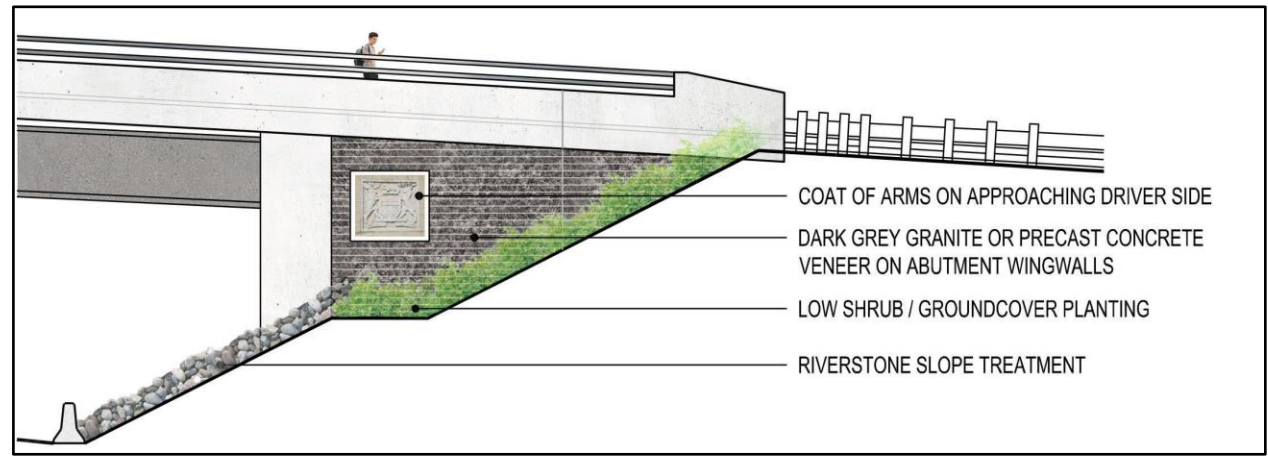 COAT OF ARMS ON APPROACHING DRIVER SIDE
DARK GREY GRANITE OR PRECAST CONCRETE
VENEER ON ABUTMENT WINGWALLS
LOW SHRUB / GROUNDCOVER PLANTING
RIVERSTONE SLOPE TREATMENT